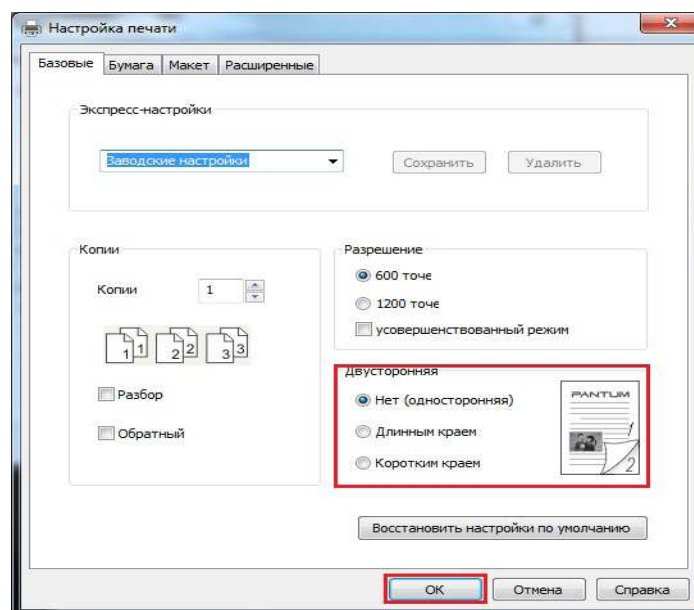 Настройка печати
Базовые Бумага Макет Расширенные
Экспресс-настройки
Заводские настройки Сохранить Удалить
Копии
Копии 1
1 1 2 2 3 3
Разбор
Обратный
Разрешение
600 точе
1200 точе
усовершенствованный режим
Двусторонняя
Нет (односторонняя)
Длинным краем
Коротким краем
PANTUM
1
2
Восстановить настройки по умолчанию
OK Отмена Справка